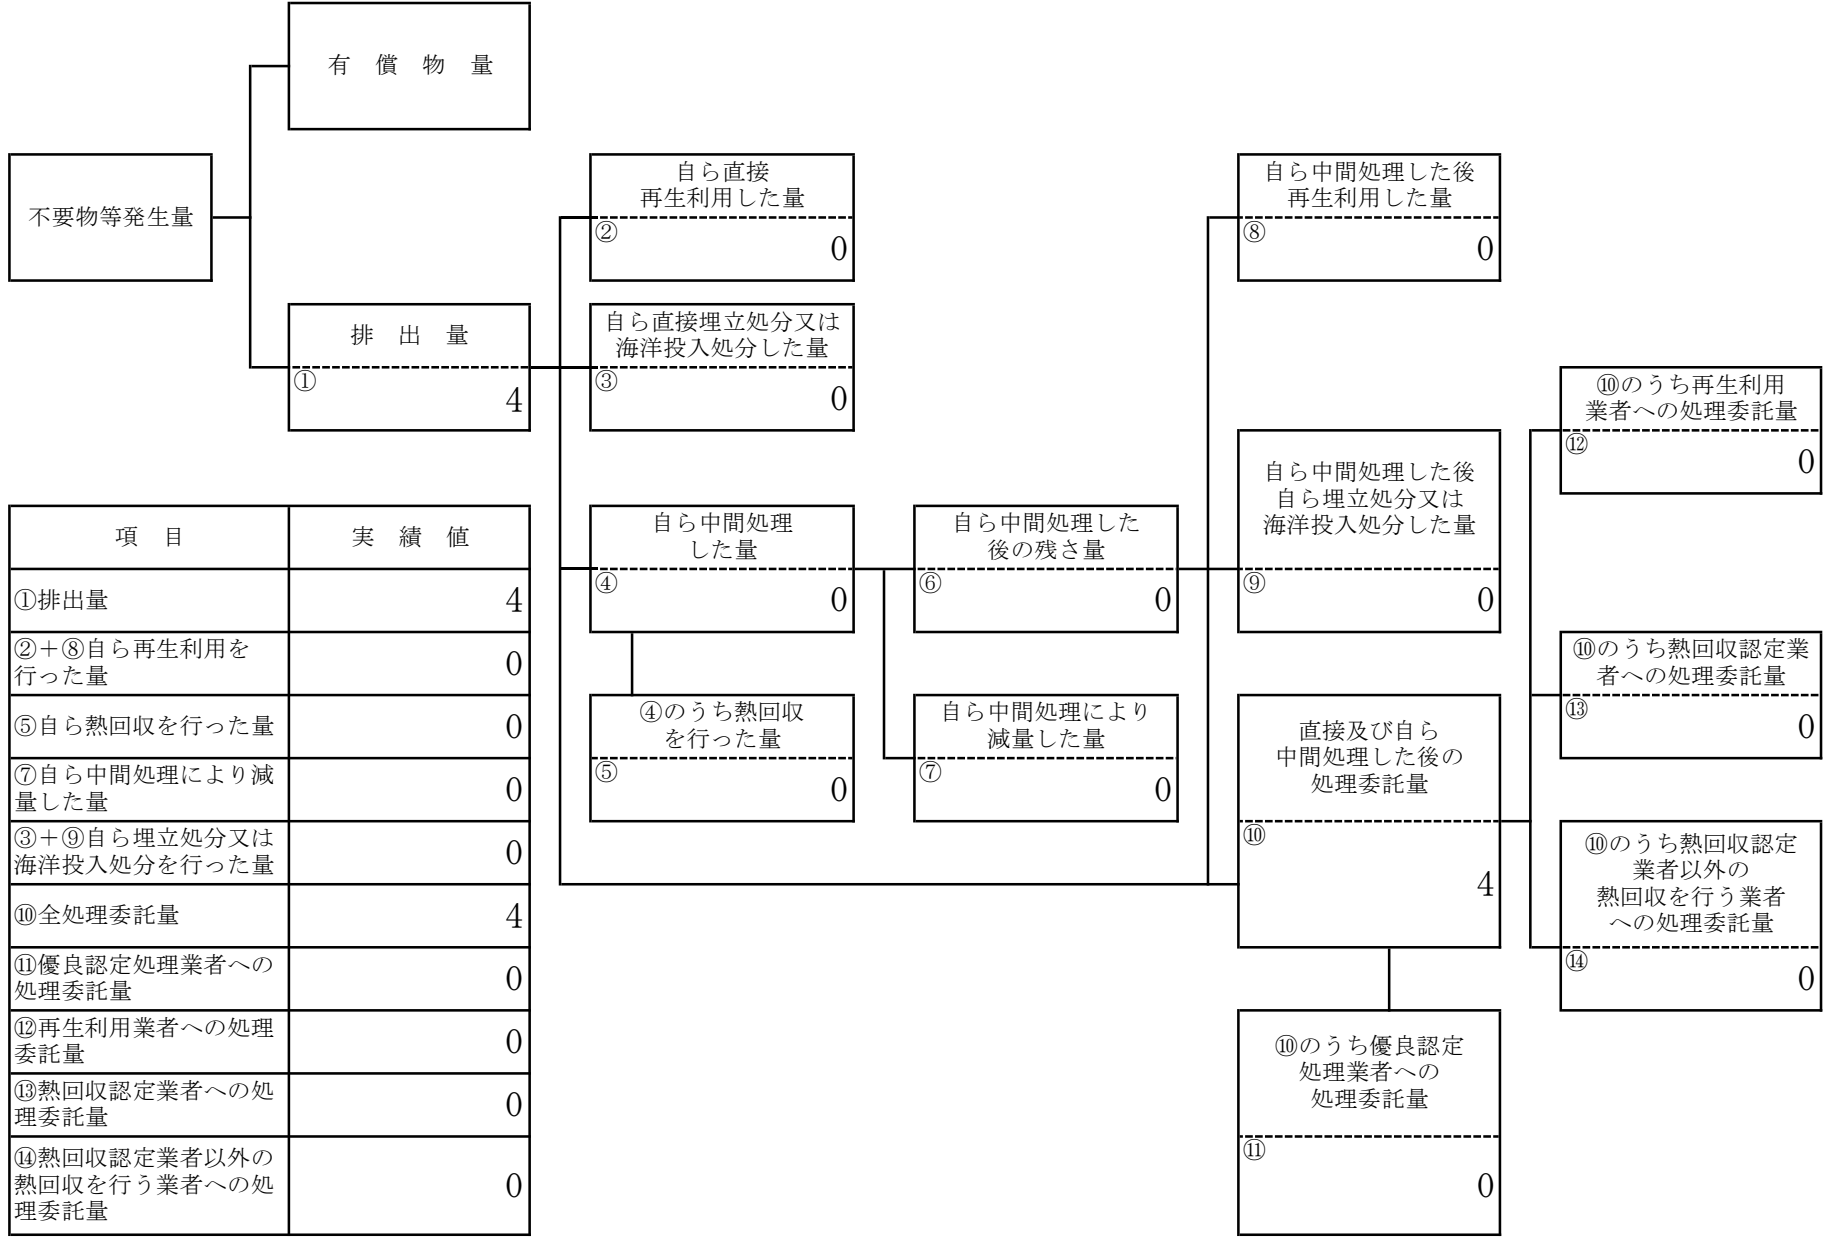 有 償 物 量
不要物等発生量
排 出 量
①
4
自ら直接
再生利用した量
②
0
自ら直接埋立処分又は
海洋投入処分した量
③
0
自ら中間処理
した量
④
0
④のうち熱回収
を行った量
⑤
0
自ら中間処理した
後の残さ量
⑥
0
自ら中間処理により
減量した量
⑦
0
自ら中間処理した後
再生利用した量
⑧
0
自ら中間処理した後
自ら埋立処分又は
海洋投入処分した量
⑨
0
直接及び自ら
中間処理した後の
処理委託量
⑩
4
⑩のうち優良認定
処理業者への
処理委託量
⑪
0
⑩のうち再生利用
業者への処理委託量
⑫
0
⑩のうち熱回収認定業
者への処理委託量
⑬
0
⑩のうち熱回収認定
業者以外の
熱回収を行う業者
への処理委託量
⑭
0
項 目 実 績 値
①排出量 4
②＋⑧自ら再生利用を
行った量 0
⑤自ら熱回収を行った量 0
⑦自ら中間処理により減
量した量 0
③＋⑨自ら埋立処分又は
海洋投入処分を行った量 0
⑩全処理委託量 4
⑪優良認定処理業者への
処理委託量 0
⑫再生利用業者への処理
委託量 0
⑬熱回収認定業者への処
理委託量 0
⑭熱回収認定業者以外の
熱回収を行う業者への処
理委託量 0